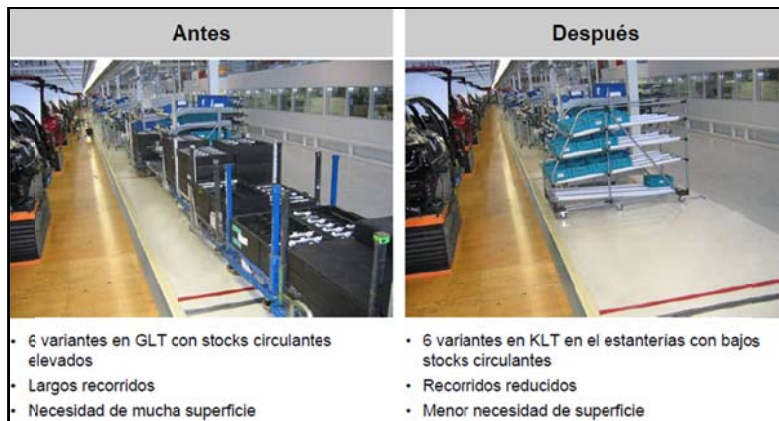 Antes
Después
• 6 variantes en GLT con stocks circulantes
elevados
• Largos recorridos
• Necesidad de mucha superficie
• 6 variantes en KLT en el estanterías con bajos
stocks circulantes
• Recorridos reducidos
• Menor necesidad de superficie